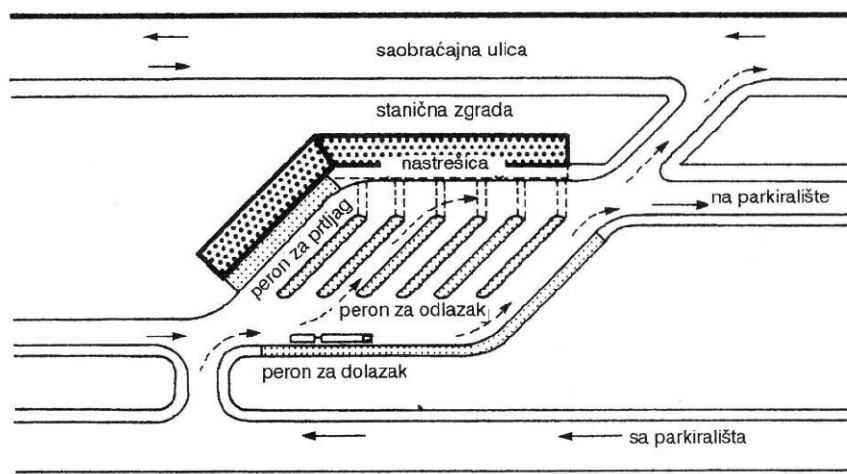 saobraćajna ulica
stanična zgrada
nastrešica
peron za prtljag
na parkiralište
peron za odlazak
peron za dolazak
sa parkirališta